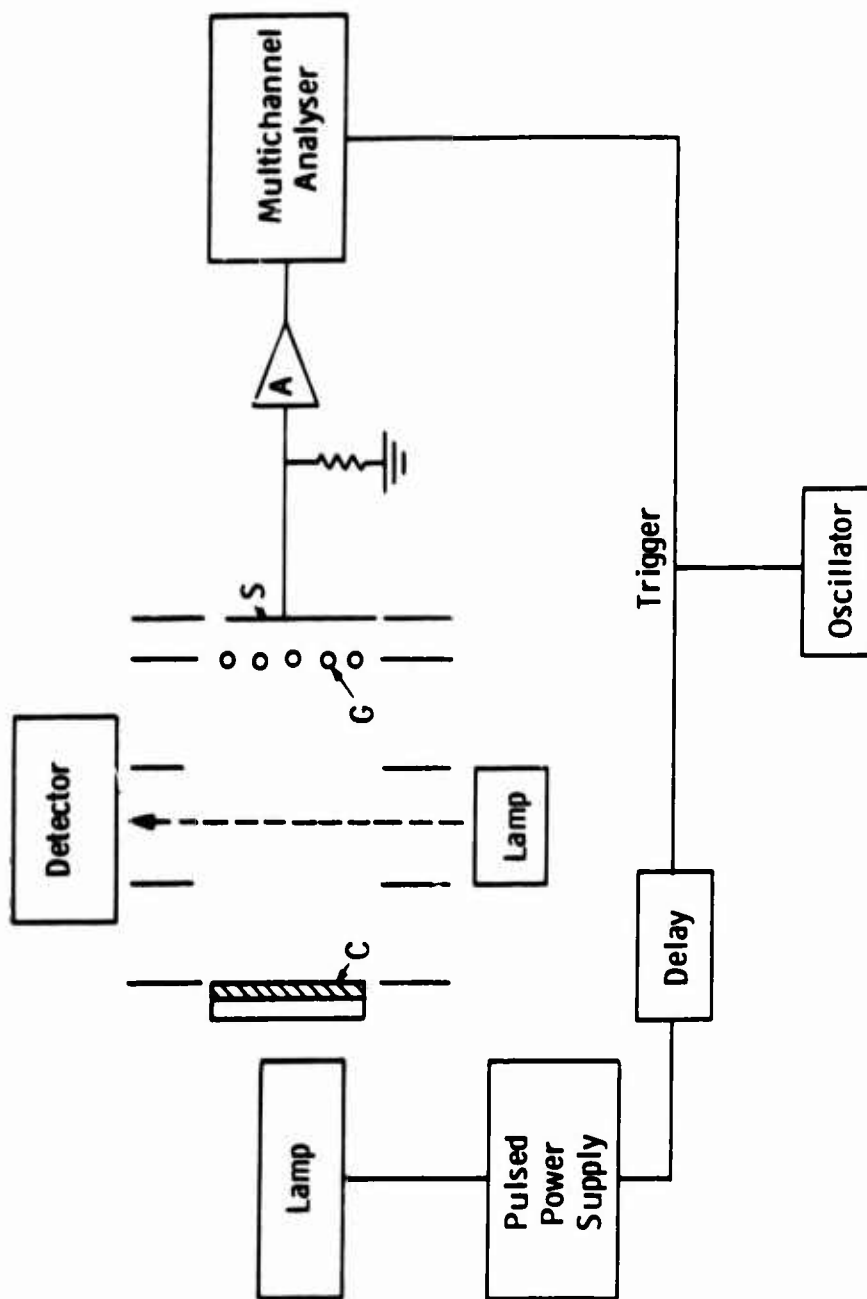 Multichannel
Analyser
A
S
G
Detector
Lamp
C
Lamp
Pulsed
Power
Supply
Delay
Trigger
Oscillator